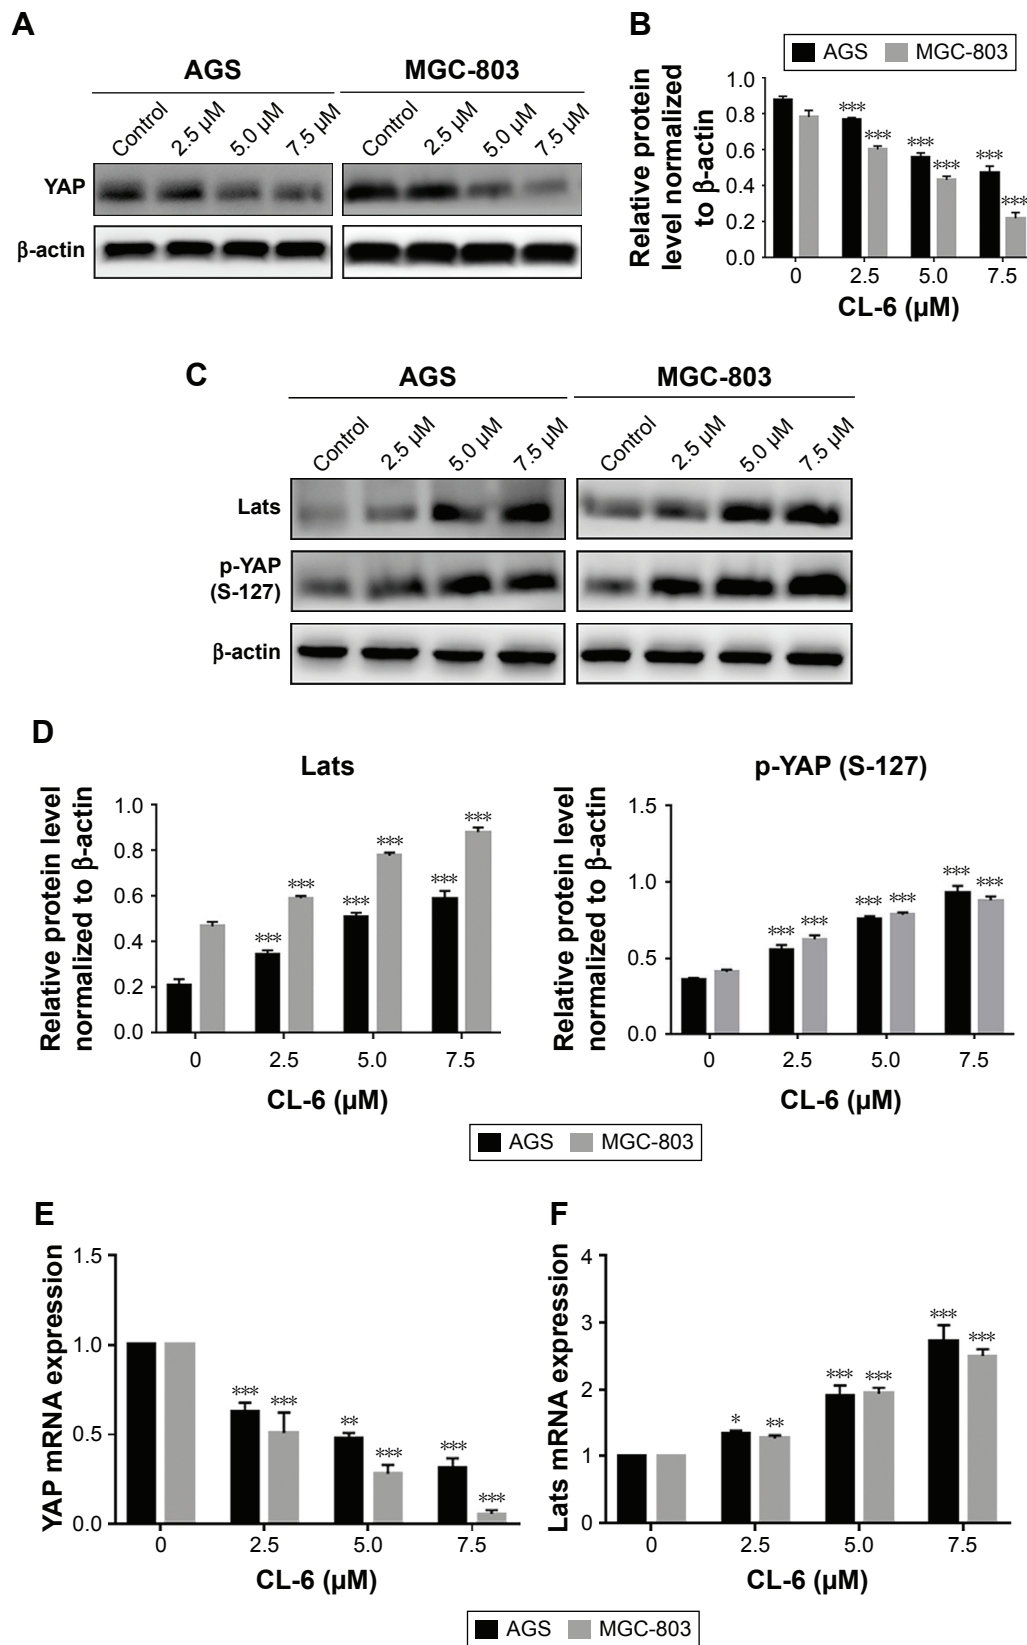 A
AGS MGC-803
Control 2.5 µM 5.0 µM 7.5 µM Control 2.5 µM 5.0 µM 7.5 µM
YAP
β-actin
B
AGS MGC-803
Relative protein
level normalized
to β-actin
1.0
0.8
0.6
0.4
0.2
0.0
*** *** *** *** *** ***
0 2.5 5.0 7.5
CL-6 (µM)
C
AGS MGC-803
Control 2.5 µM 5.0 µM 7.5 µM Control 2.5 µM 5.0 µM 7.5 µM
Lats
p-YAP
(S-127)
β-actin
D
Lats
Relative protein level
normalized to β-actin
1.0
0.8
0.6
0.4
0.2
0.0
*** *** *** *** *** ***
0 2.5 5.0 7.5
CL-6 (µM)
p-YAP (S-127)
Relative protein level
normalized to β-actin
1.5
1.0
0.5
0.0
*** *** *** *** *** ***
0 2.5 5.0 7.5
CL-6 (µM)
AGS MGC-803
E
YAP mRNA expression
1.5
1.0
0.5
0.0
*** *** ** *** *** ***
0 2.5 5.0 7.5
CL-6 (µM)
F
Lats mRNA expression
4
3
2
1
0
* ** *** *** *** ***
0 2.5 5.0 7.5
CL-6 (µM)
AGS MGC-803